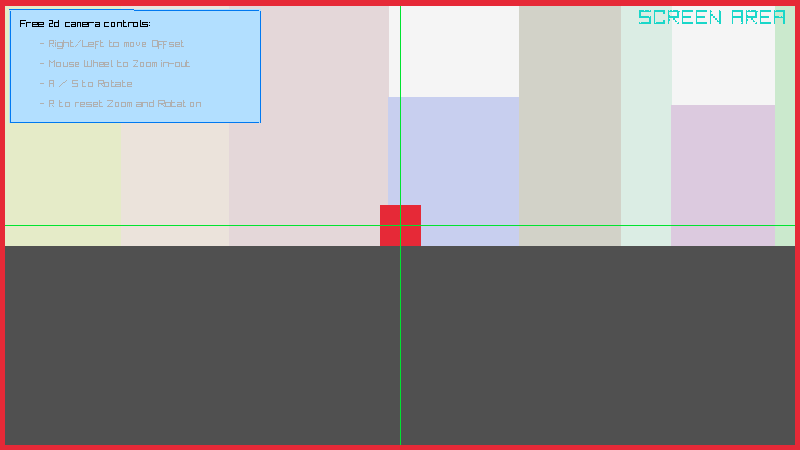 Free 2d camera controls:
- Right/Left to move Offset
- Mouse Wheel to Zoom in-out
- A / S to Rotate
- R to reset Zoom and Rotation
SCREEN AREA